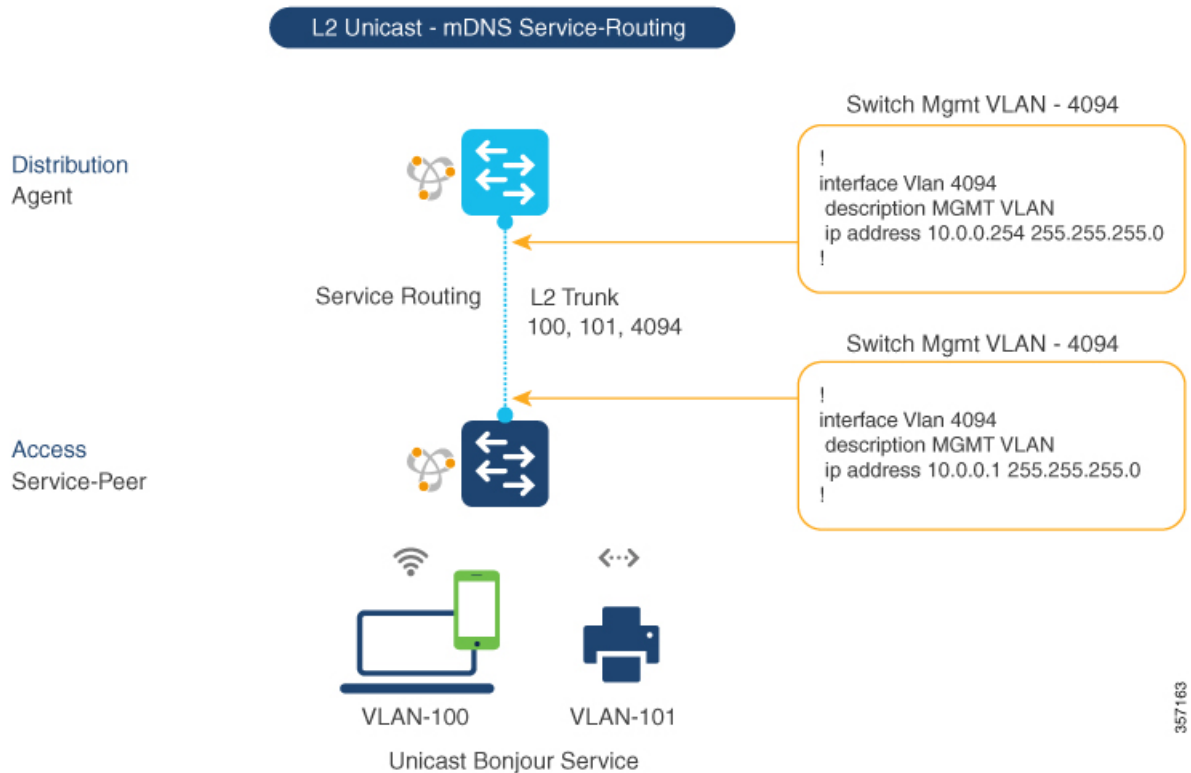 L2 Unicast - mDNS Service-Routing
Distribution
Agent
Switch Mgmt VLAN - 4094
!
interface Vlan 4094
description MGMT VLAN
ip address 10.0.0.254 255.255.255.0
!
Service Routing
L2 Trunk
100, 101, 4094
Switch Mgmt VLAN - 4094
!
interface Vlan 4094
description MGMT VLAN
ip address 10.0.0.1 255.255.255.0
!
Access
Service-Peer
VLAN-100
VLAN-101
Unicast Bonjour Service
357163